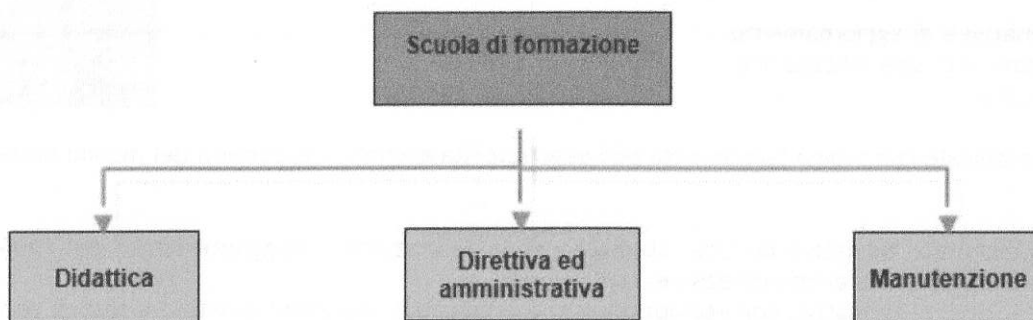 Scuola di formazione
Didattica
Direttiva ed
amministrativa
Manutenzione